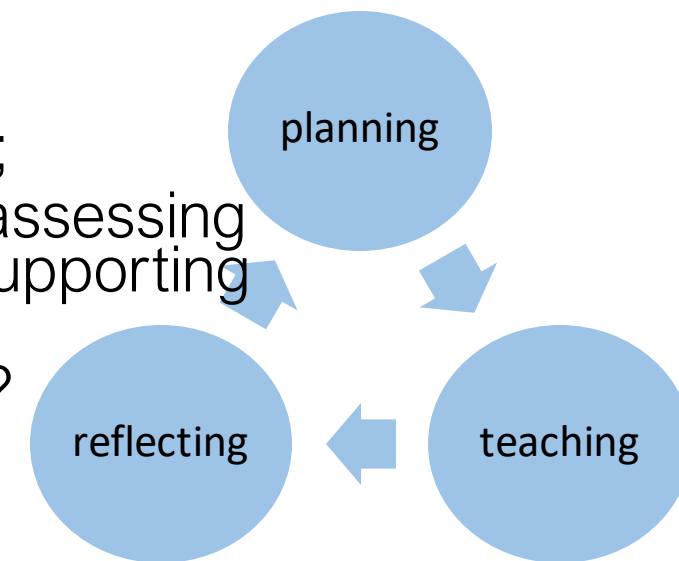 planning
;
assessing
upporting
?
reflecting
teaching